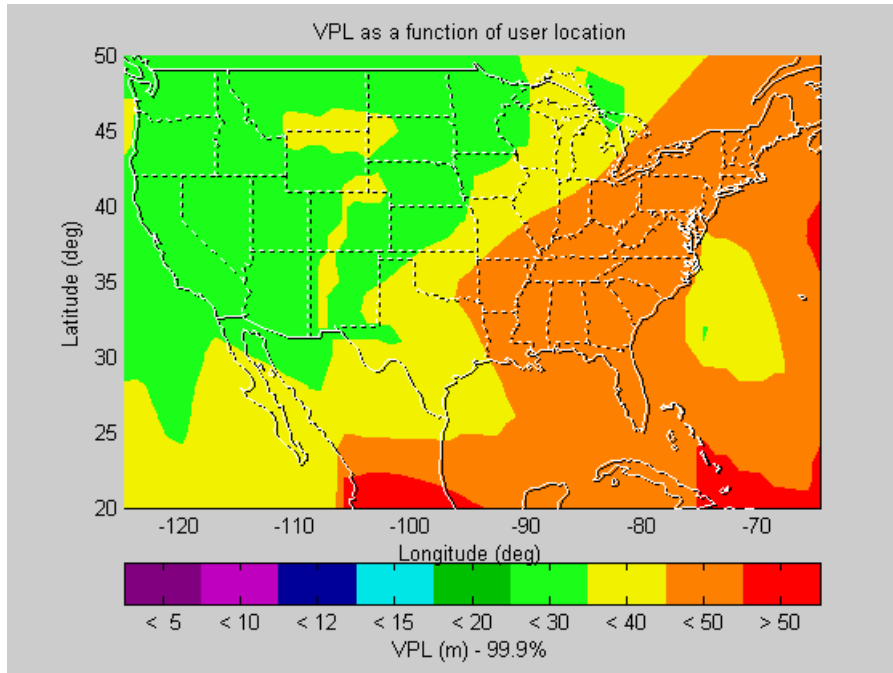 VPL as a function of user location
50
45
40
35
30
25
20
Latitude (deg)
-120 -110 -100 -90 -80 -70
Longitude (deg)
< 5 < 10 < 12 < 15 < 20 < 30 < 40 < 50 > 50
VPL (m) - 99.9%